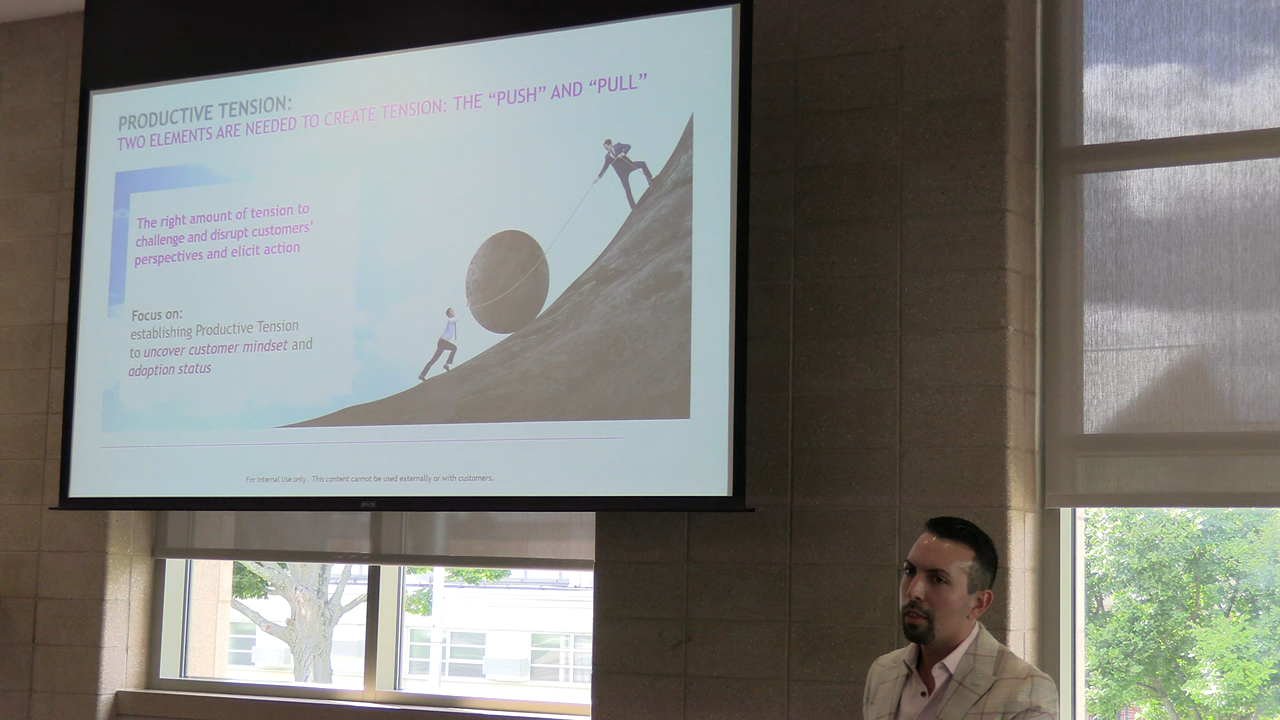 PRODUCTIVE TENSION:
TWO ELEMENTS ARE NEEDED TO CREATE TENSION: THE “PUSH” AND “PULL”
The right amount of tension to
challenge and disrupt customers’
perspectives and elicit action
Focus on:
establishing Productive Tension
to uncover customer mindset and
adoption status
For Internal Use only. This content cannot be used externally or with customers.